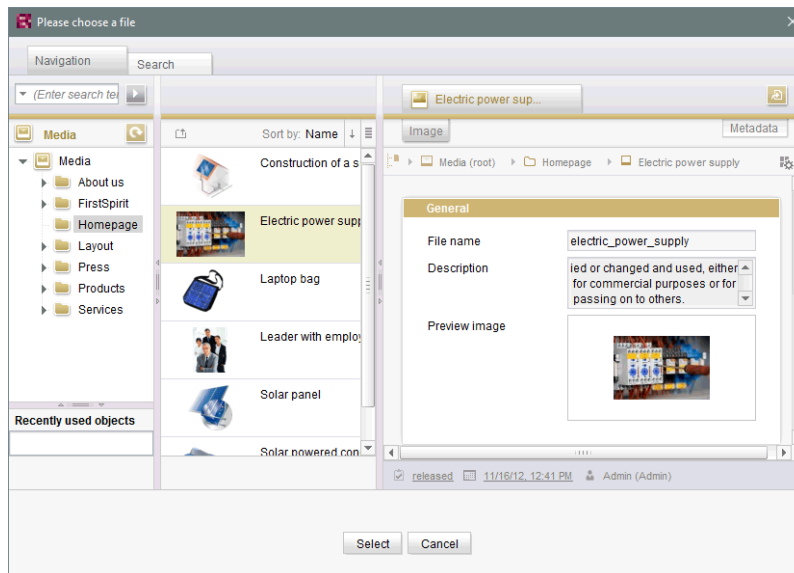 Please choose a file
Navigation
Search
(Enter search te
Media
Media
About us
FirstSpirit
Homepage
Layout
Press
Products
Services
Recently used objects
Sort by: Name
Construction of a s
Electric power supp
Laptop bag
Leader with employ
Solar panel
Solar powered con
Electric power sup...
Image
Metadata
Media (root)
Homepage
Electric power supply
General
File name
electric_power_supply
Description
ied or changed and used, either
for commercial purposes or for
passing on to others.
Preview image
released
11/16/12, 12:41 PM
Admin (Admin)
Select
Cancel